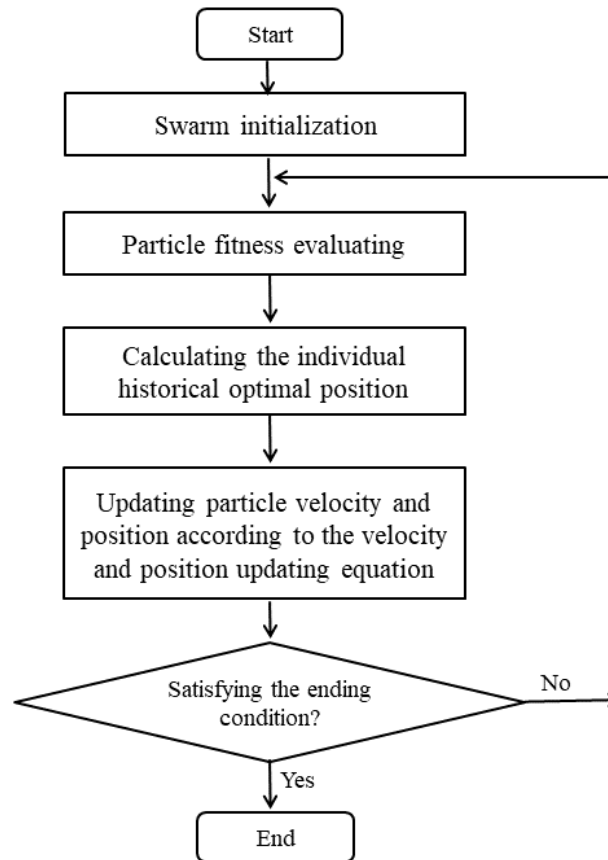 Start
Swarm initialization
Particle fitness evaluating
Calculating the individual
historical optimal position
Updating particle velocity and
position according to the velocity
and position updating equation
Satisfying the ending
condition?
No
Yes
End